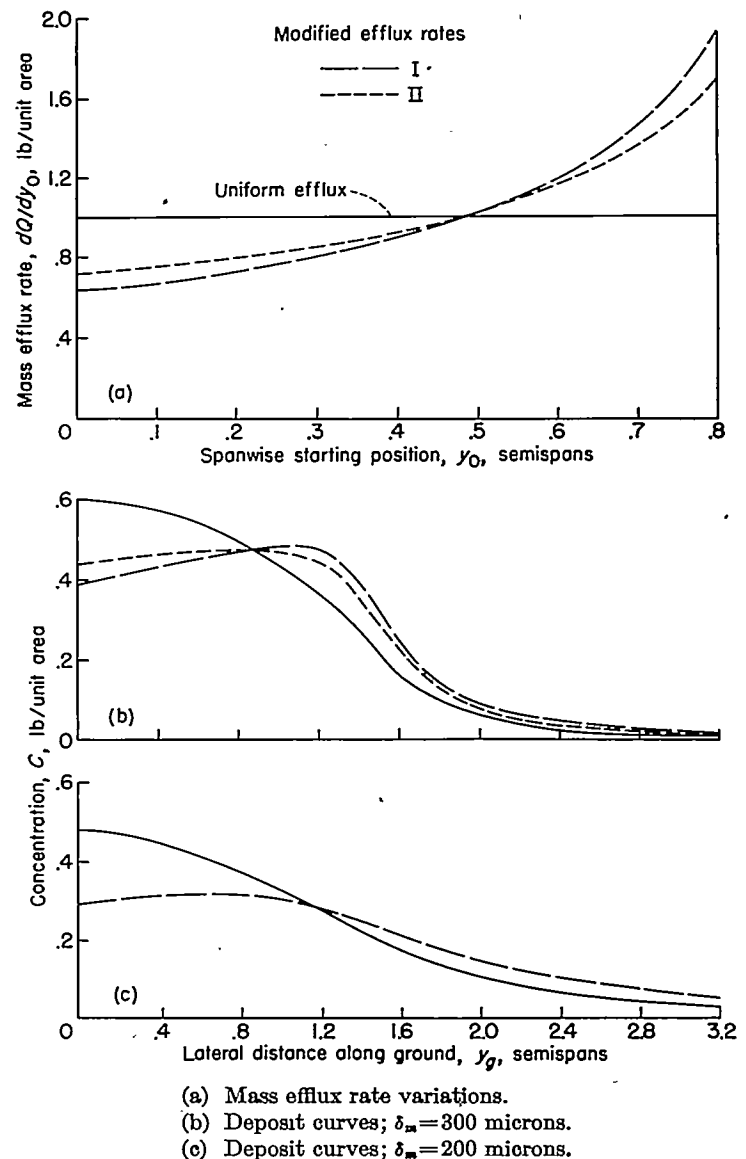 2.0
Modified efflux rates
I
II
1.6
1.2
Uniform efflux
.8
.4
Mass efflux rate, dQ/dy₀, lb/unit area
(a)
0 .1 .2 .3 .4 .5 .6 .7 .8
Spanwise starting position, y₀, semispans
.6
.4
.2
(b)
0
Concentration, C, lb/unit area
.6
.4
.2
(c)
0 .4 .8 1.2 1.6 2.0 2.4 2.8 3.2
Lateral distance along ground, y_g, semispans
(a) Mass efflux rate variations.
(b) Deposit curves; δₘ=300 microns.
(c) Deposit curves; δₘ=200 microns.